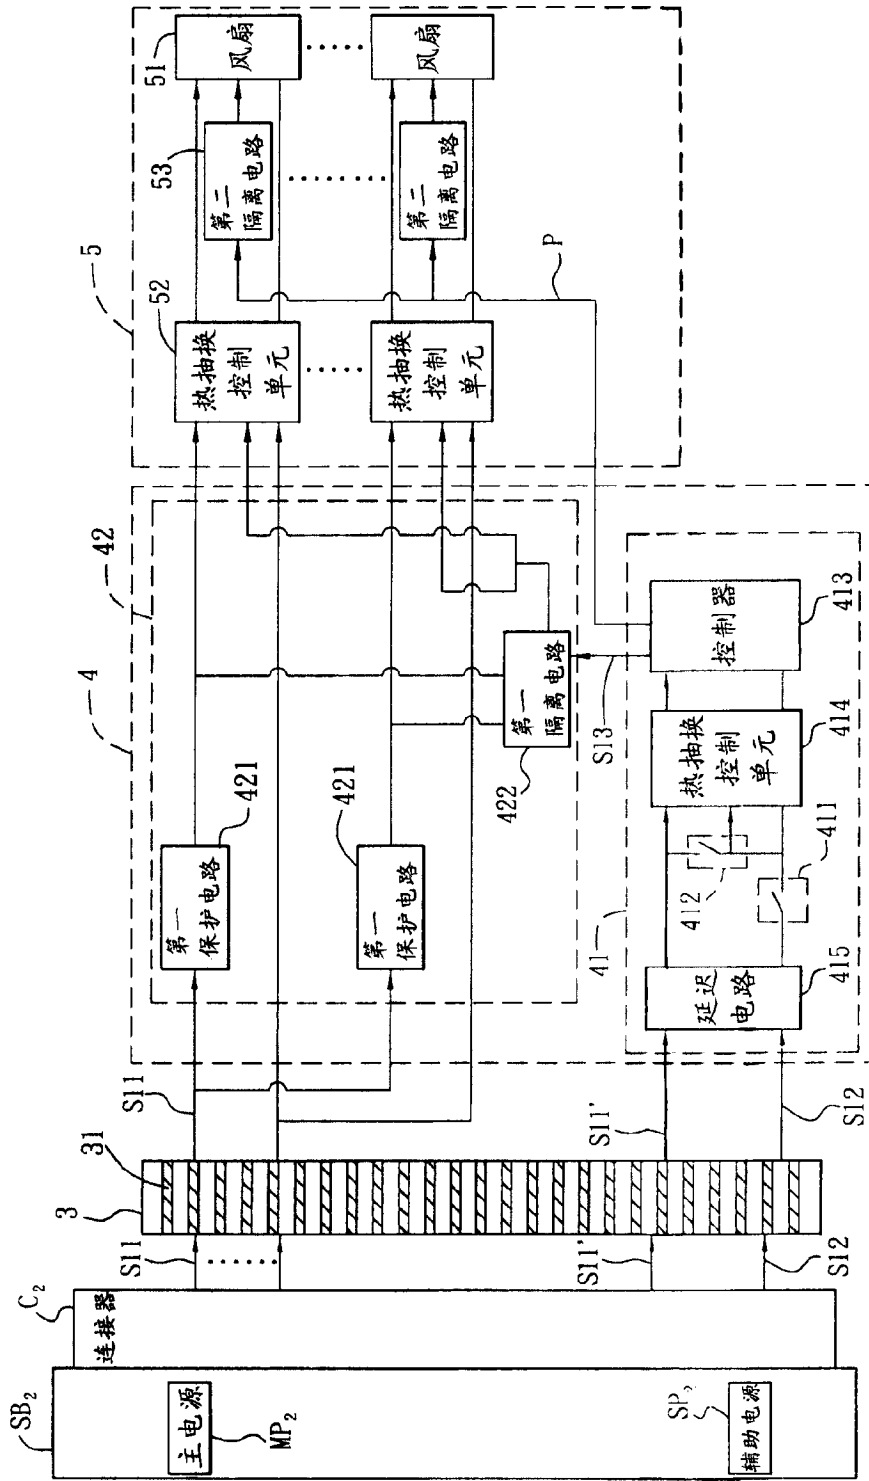 SB₂
主电源
MP₂
SP₂
辅助电源
C₂
连接器
3
31
S11
S11
S11'
S11'
S12
S12
4
42
第一
保护电路
421
第一
保护电路
421
第一
隔离电路
422
S13
41
延迟
电路
415
411
412
热抽换
控制
单元
414
控制器
413
5
52
热抽换
控制
单元
热抽换
控制
单元
53
第二
隔离电路
第二
隔离电路
P
51
风扇
风扇